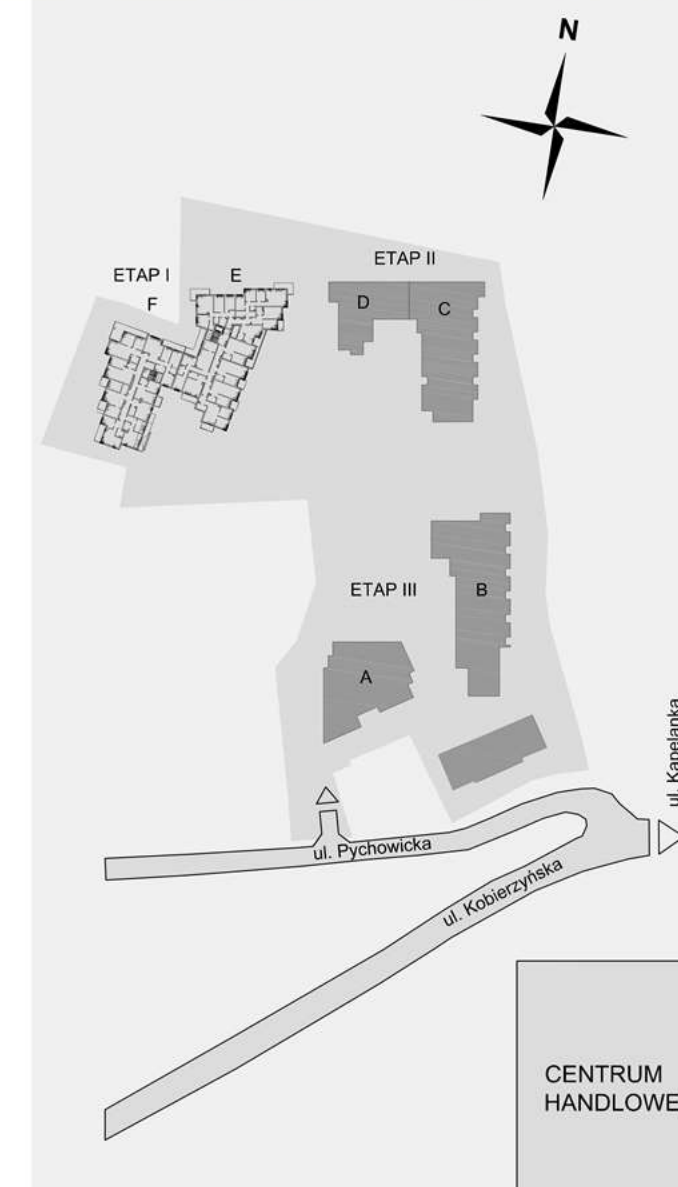 N
ETAP II
ETAP I
E
F
D
C
ETAP III
B
A
ul. Kapelanka
ul. Pychowicka
ul. Kobierzyńska
CENTRUM
HANDLOWE